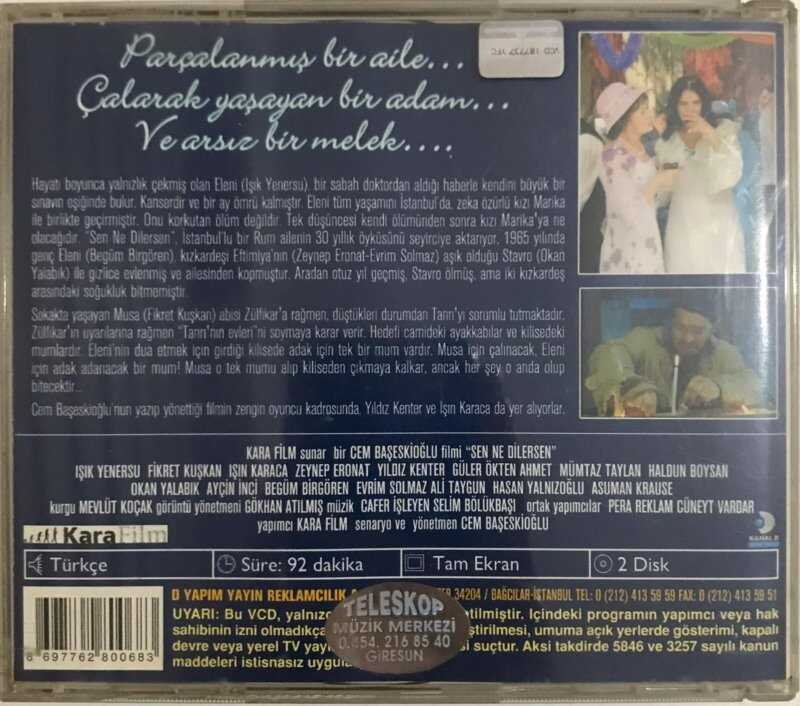 Parçalanmış bir aile...
Çalarak yaşayan bir adam...
Ve arsız bir melek....
VCD 187737 YFC
Hayatı boyunca yalnızlık çekmiş olan Eleni (Işık Yenersu), bir sabah doktordan aldığı haberle kendini büyük bir
sınavın eşiğinde bulur. Kanserdir ve bir ay ömrü kalmıştır. Eleni tüm yaşamını İstanbul'da, zeka özürlü kızı Marika
ile birlikte geçirmiştir. Onu korkutan ölüm değildir. Tek düşüncesi kendi ölümünden sonra kızı Marika'ya ne
olacağıdır. "Sen Ne Dilersen", İstanbul'lu bir Rum ailenin 30 yıllık öyküsünü seyirciye aktarıyor. 1965 yılında
genç Eleni (Begüm Birgören), kızkardeşi Eftimiya'nın (Zeynep Eronat-Evrim Solmaz) aşık olduğu Stavro (Okan
Yalabık) ile gizlice evlenmiş ve ailesinden kopmuştur. Aradan otuz yıl geçmiş, Stavro ölmüş, ama iki kızkardeş
arasındaki soğukluk bitmemiştir.
Sokakta yaşayan Musa (Fikret Kuşkan) abisi Zülfikar'a rağmen, düştükleri durumdan Tanrı'yı sorumlu tutmaktadır.
Zülfikar'ın uyarılarına rağmen "Tanrı'nın evleri"ni soymaya karar verir. Hedefi camideki ayakkabılar ve kilisedeki
mumlardır. Eleni'nin dua etmek için girdiği kilisede adak için tek bir mum vardır. Musa için çalınacak, Eleni
için adak adanacak bir mum! Musa o tek mumu alıp kiliseden çıkmaya kalkar, ancak her şey o anda olup
bitecektir...
Cem Başeskioğlu'nun yazıp yönettiği filmin zengin oyuncu kadrosunda, Yıldız Kenter ve Işın Karaca da yer alıyorlar.
KARA FİLM sunar bir CEM BAŞESKİOĞLU filmi "SEN NE DİLERSEN"
IŞIK YENERSU FİKRET KUŞKAN IŞIN KARACA ZEYNEP ERONAT YILDIZ KENTER GÜLER ÖKTEN AHMET MÜMTAZ TAYLAN HALDUN BOYSAN
OKAN YALABIK AYÇİN İNCİ BEGÜM BİRGÖREN EVRİM SOLMAZ ALİ TAYGUN HASAN YALNIZOĞLU ASUMAN KRAUSE
kurgu MEVLÜT KOÇAK görüntü yönetmeni GÖKHAN ATILMIŞ müzik CAFER İŞLEYEN SELİM BÖLÜKBAŞI ortak yapımcılar PERA REKLAM CÜNEYT VARDAR
yapımcı KARA FİLM senaryo ve yönetmen CEM BAŞESKİOĞLU
Kara Film
KANAL D
Türkçe
Süre: 92 dakika
Tam Ekran
2 Disk
D YAPIM YAYIN REKLAMCILIK 34204 / BAĞCILAR-İSTANBUL TEL: 0 (212) 413 59 59 FAX: 0 (212) 413 59 51
UYARI: Bu VCD, yalnızc etilmiştir. İçindeki programın yapımcı veya hak
sahibinin izni olmadıkça ştirilmesi, umuma açık yerlerde gösterimi, kapalı
devre veya yerel TV yayı si suçtur. Aksi takdirde 5846 ve 3257 sayılı kanun
maddeleri istisnasız uygula
TELESKOP
MÜZİK MERKEZİ
0.454. 216 85 40
GİRESUN
8 697762 800683